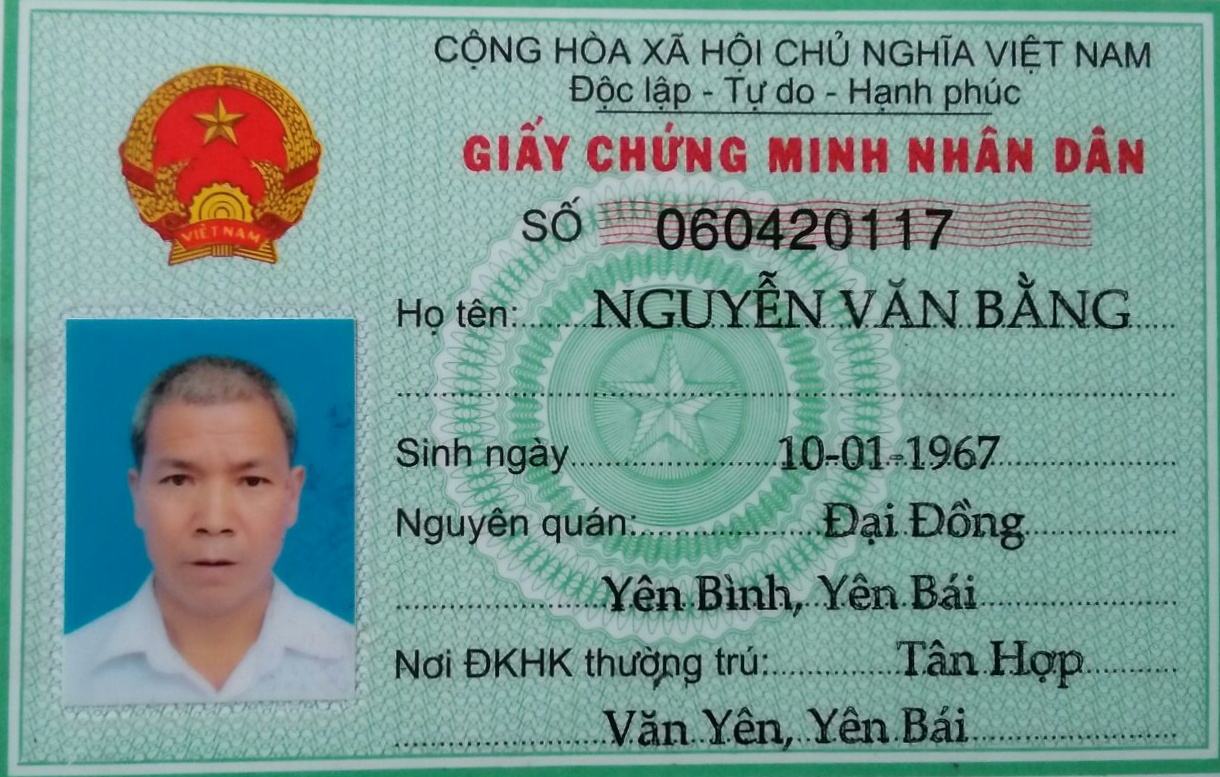 CỘNG HÒA XÃ HỘI CHỦ NGHĨA VIỆT NAM
Độc lập - Tự do - Hạnh phúc
GIẤY CHỨNG MINH NHÂN DÂN
SỐ 060420117
VIỆT NAM
Họ tên: NGUYỄN VĂN BẰNG
Sinh ngày 10-01-1967
Nguyên quán: Đại Đồng
Yên Bình, Yên Bái
Nơi ĐKHK thường trú: Tân Hợp
Văn Yên, Yên Bái